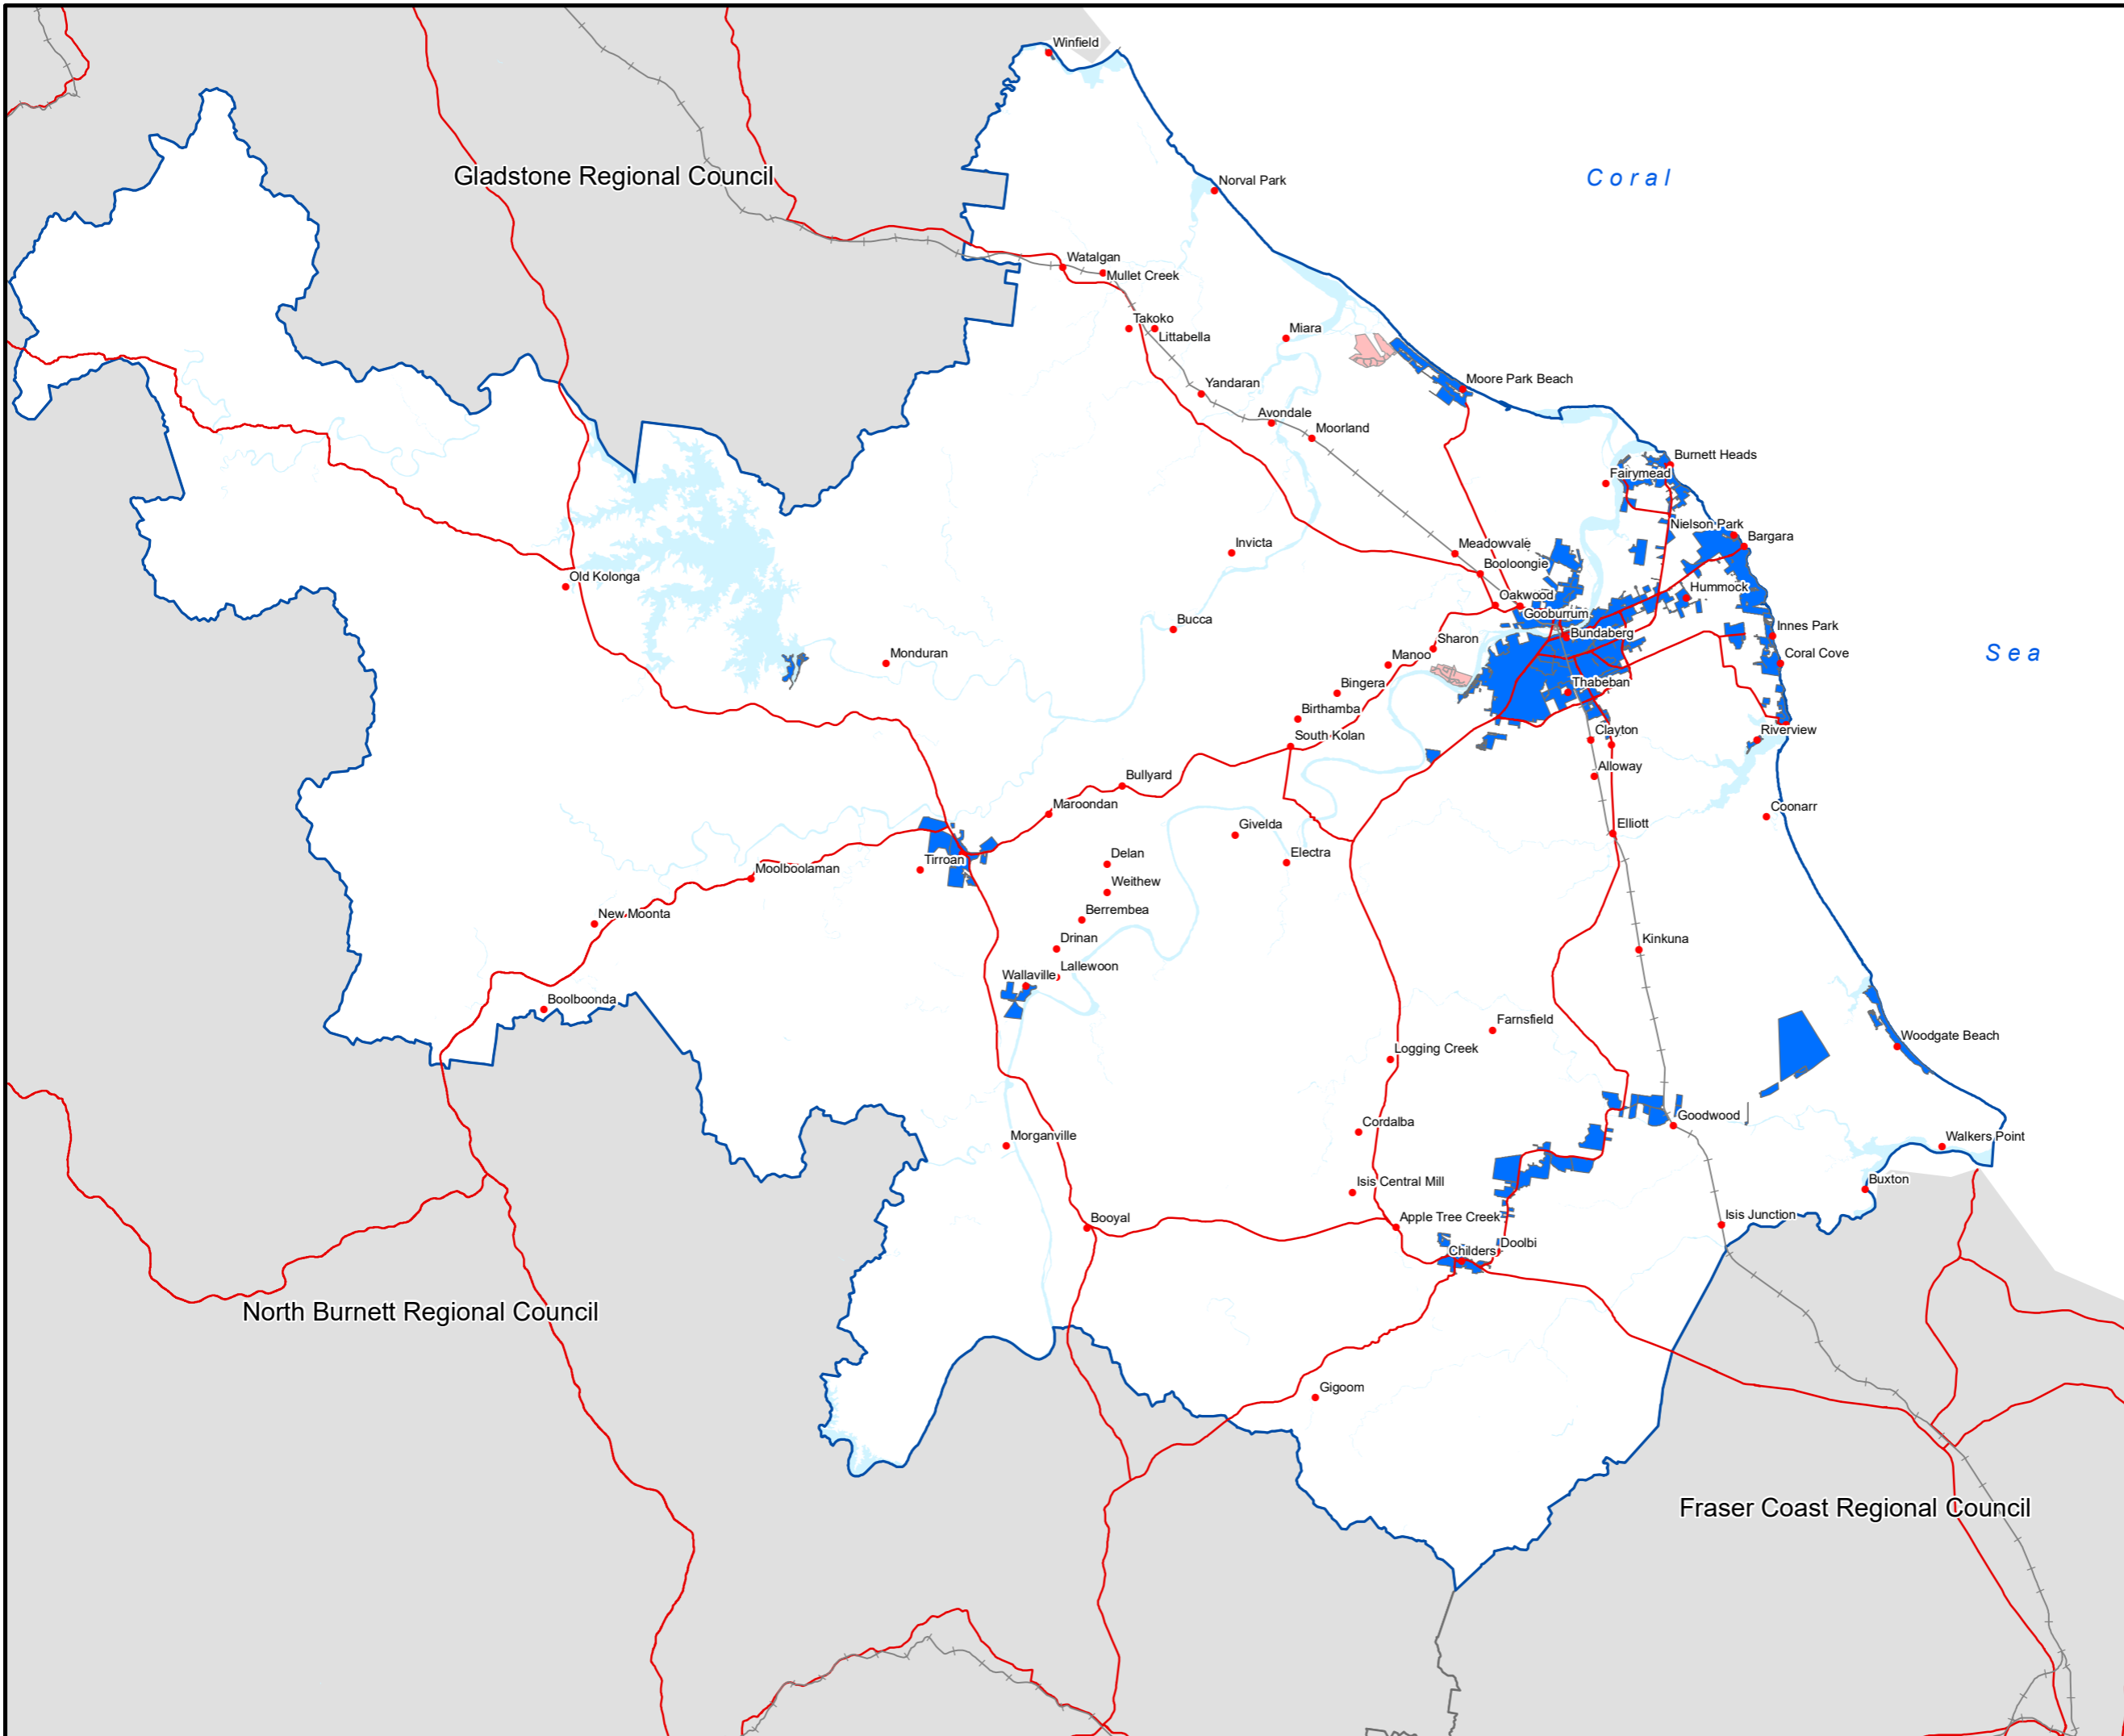 Winfield
Gladstone Regional Council
Coral
Norval Park
Watalgan
Mullet Creek
Takoko
Littabella
Miara
Yandaran
Moore Park Beach
Avondale
Moorland
Burnett Heads
Fairymead
Nielson Park
Bargara
Invicta
Meadowvale
Booloongie
Old Kolonga
Hummock
Oakwood
Gooburrum
Bucca
Innes Park
Bundaberg
Sharon
Monduran
Manoo
Coral Cove
Sea
Bingera
Thabeban
Birthamba
South Kolan
Clayton
Riverview
Alloway
Bullyard
Maroondan
Coonarr
Givelda
Elliott
Delan
Electra
Tirroan
Moolboolaman
Weithew
New Moonta
Berrembea
Drinan
Kinkuna
Lallewoon
Wallaville
Boolboonda
Farnsfield
Woodgate Beach
Logging Creek
Goodwood
Cordalba
Morganville
Walkers Point
Isis Central Mill
Buxton
Booyal
Apple Tree Creek
Isis Junction
Doolbi
Childers
North Burnett Regional Council
Gigoom
Fraser Coast Regional Council